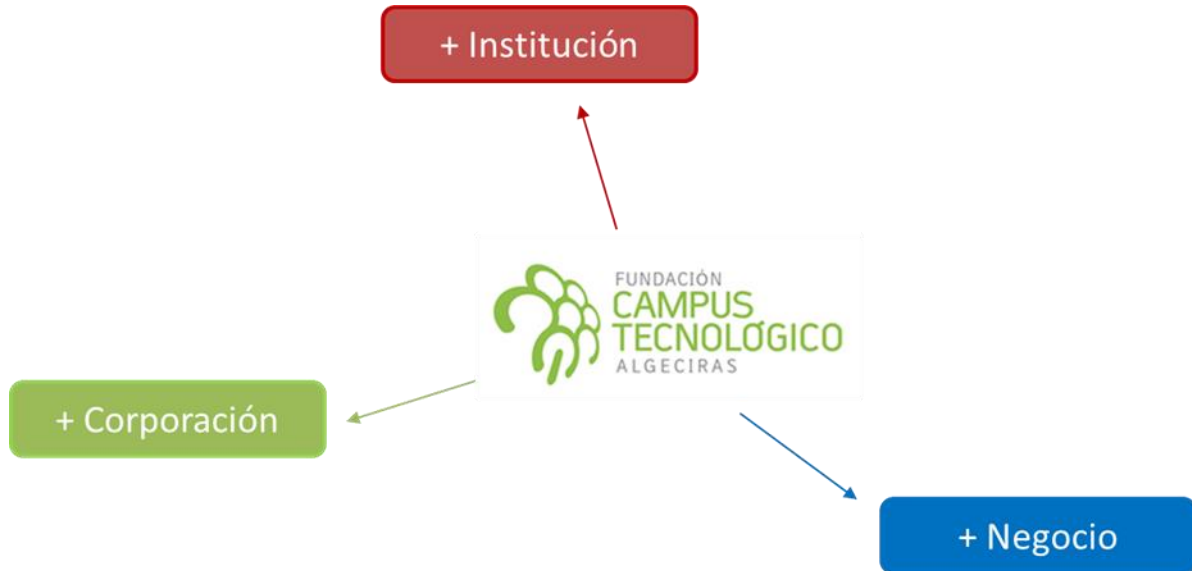 + Institución
FUNDACIÓN
CAMPUS
TECNOLÓGICO
ALGECIRAS
+ Corporación
+ Negocio